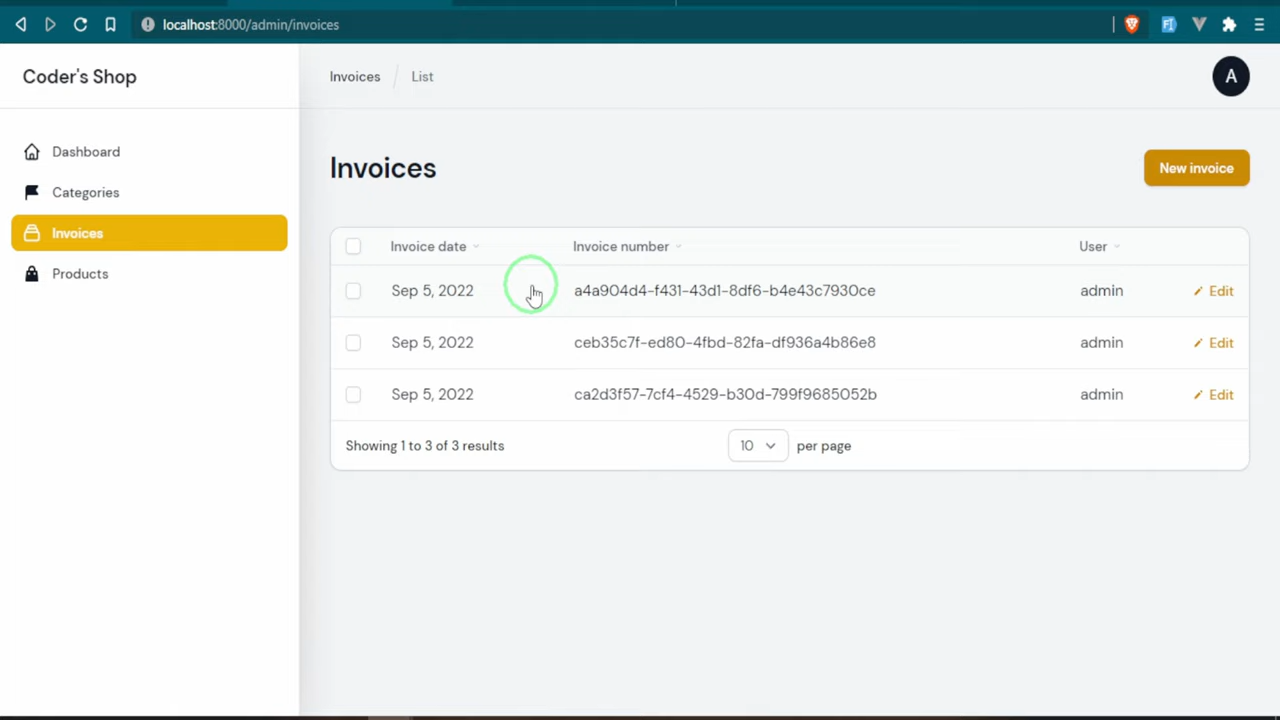 localhost:8000/admin/invoices
Coder's Shop
Invoices / List
A
Dashboard
Categories
Invoices
Products
Invoices
New invoice
Invoice date Invoice number User
Sep 5, 2022 a4a904d4-f431-43d1-8df6-b4e43c7930ce admin Edit
Sep 5, 2022 ceb35c7f-ed80-4fbd-82fa-df936a4b86e8 admin Edit
Sep 5, 2022 ca2d3f57-7cf4-4529-b30d-799f9685052b admin Edit
Showing 1 to 3 of 3 results 10 per page